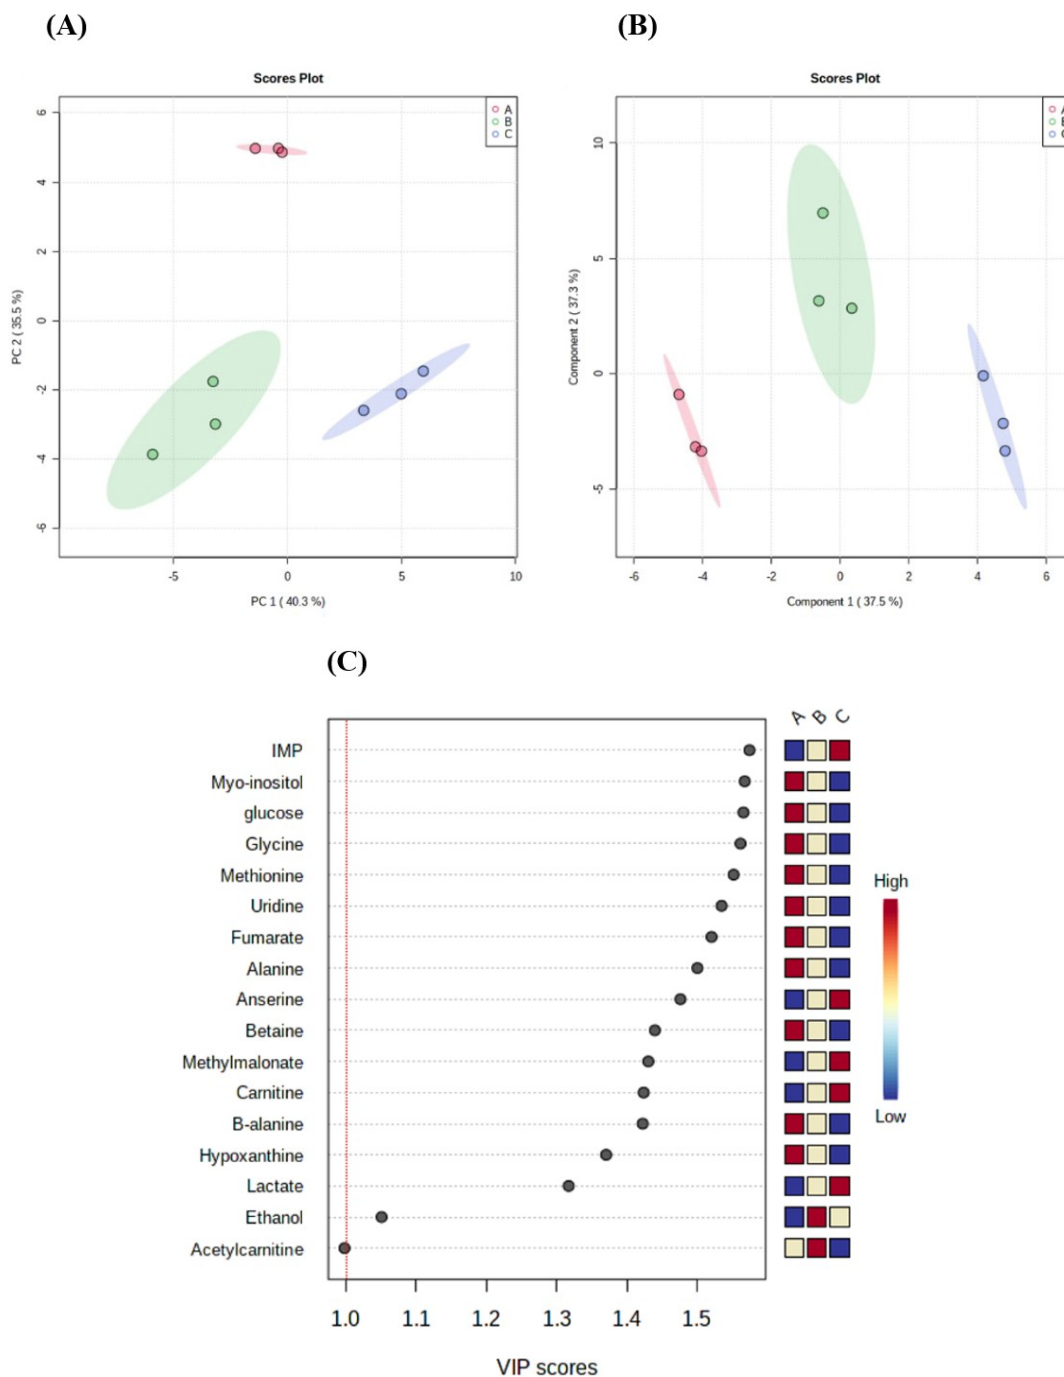 (A)
(B)
Scores Plot
A
B
C
6
4
2
0
-2
-4
-6
PC 2 ( 35.5 %)
-5
0
5
10
PC 1 ( 40.3 %)
Scores Plot
10
5
0
-5
Component 2 ( 37.3 %)
-6
-4
-2
0
2
4
6
Component 1 ( 37.5 %)
(C)
A B C
IMP
Myo-inositol
glucose
Glycine
Methionine
Uridine
Fumarate
Alanine
Anserine
Betaine
Methylmalonate
Carnitine
B-alanine
Hypoxanthine
Lactate
Ethanol
Acetylcarnitine
High
Low
1.0 1.1 1.2 1.3 1.4 1.5
VIP scores